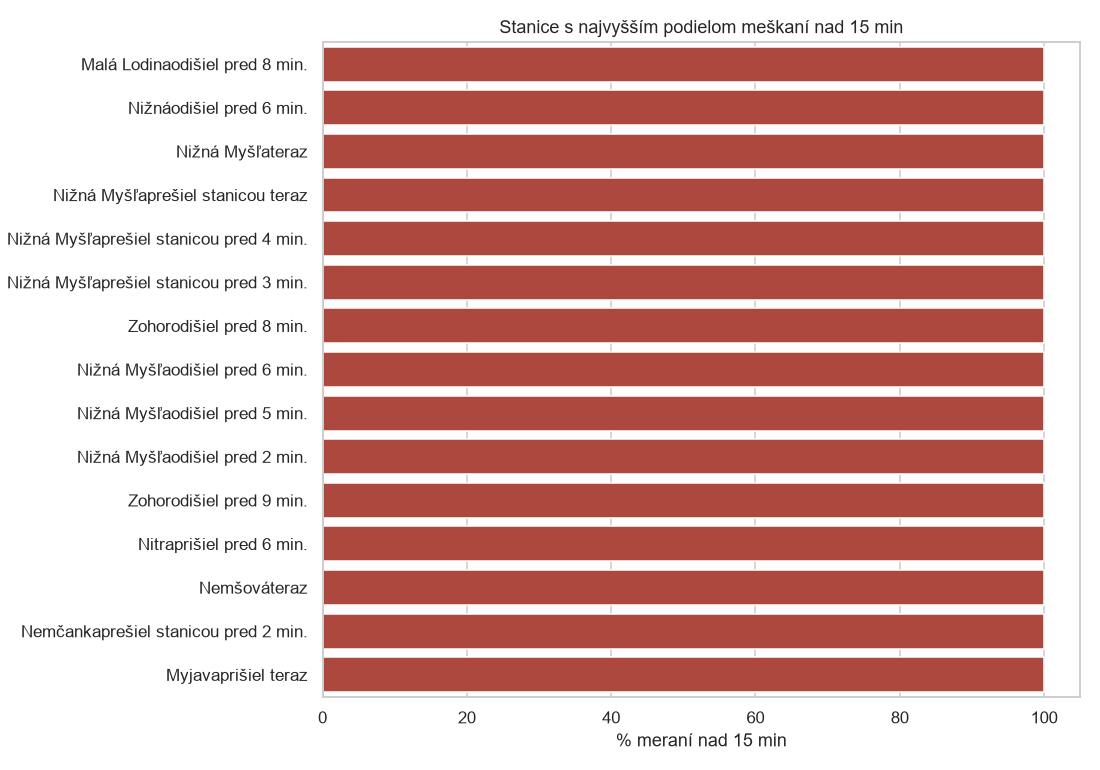 Stanice s najvyšším podielom meškaní nad 15 min
Malá Lodinaodišiel pred 8 min.
Nižnáodišiel pred 6 min.
Nižná Myšľateraz
Nižná Myšľaprešiel stanicou teraz
Nižná Myšľaprešiel stanicou pred 4 min.
Nižná Myšľaprešiel stanicou pred 3 min.
Zohorodišiel pred 8 min.
Nižná Myšľaodišiel pred 6 min.
Nižná Myšľaodišiel pred 5 min.
Nižná Myšľaodišiel pred 2 min.
Zohorodišiel pred 9 min.
Nitraprišiel pred 6 min.
Nemšováteraz
Nemčankaprešiel stanicou pred 2 min.
Myjavaprišiel teraz
0 20 40 60 80 100
% meraní nad 15 min